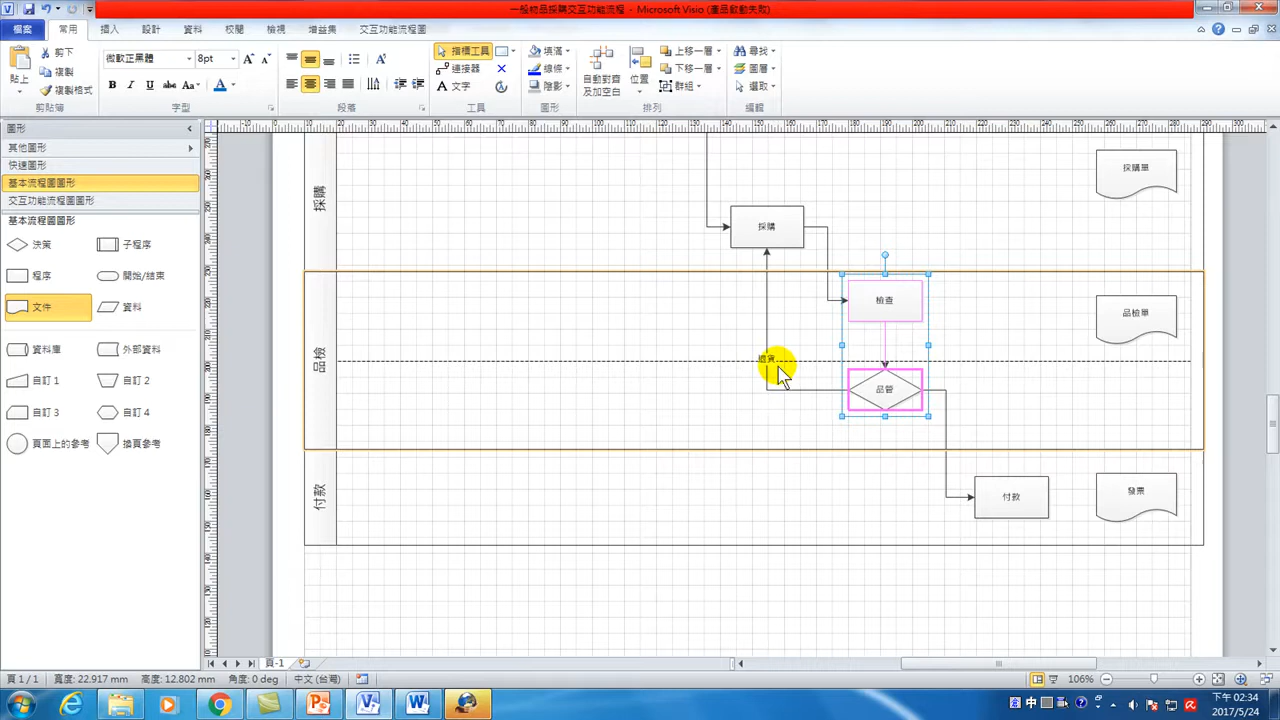 一般物品採購交互功能流程 - Microsoft Visio (產品啟動失敗)
檔案 常用 插入 設計 資料 校閱 檢視 增益集 交互功能流程圖
貼上 剪下 複製 複製格式 剪貼簿
微軟正黑體 8pt 字型
段落
指標工具 連接器 文字 工具
填滿 線條 陰影 圖形
自動對齊及加空白 位置 上移一層 下移一層 群組 排列
尋找 圖層 選取 編輯
圖形
其他圖形
快速圖形
基本流程圖圖形
交互功能流程圖圖形
基本流程圖圖形
決策 子程序
程序 開始/結束
文件 資料
資料庫 外部資料
自訂 1 自訂 2
自訂 3 自訂 4
頁面上的參考 換頁參考
採購 採購 採購單
品檢 檢查 品檢單
退貨
品管
付款 付款 發票
頁-1
頁 1 / 1 寬度: 22.917 mm 高度: 12.802 mm 角度: 0 deg 中文 (台灣) 106%
中
下午 02:34
2017/5/24